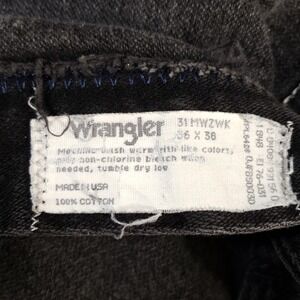 Wrangler
31MWZWK
36 X 38
Machine wash warm with like colors,
only non-chlorine bleach when
needed, tumble dry low
MADE IN USA
100% COTTON